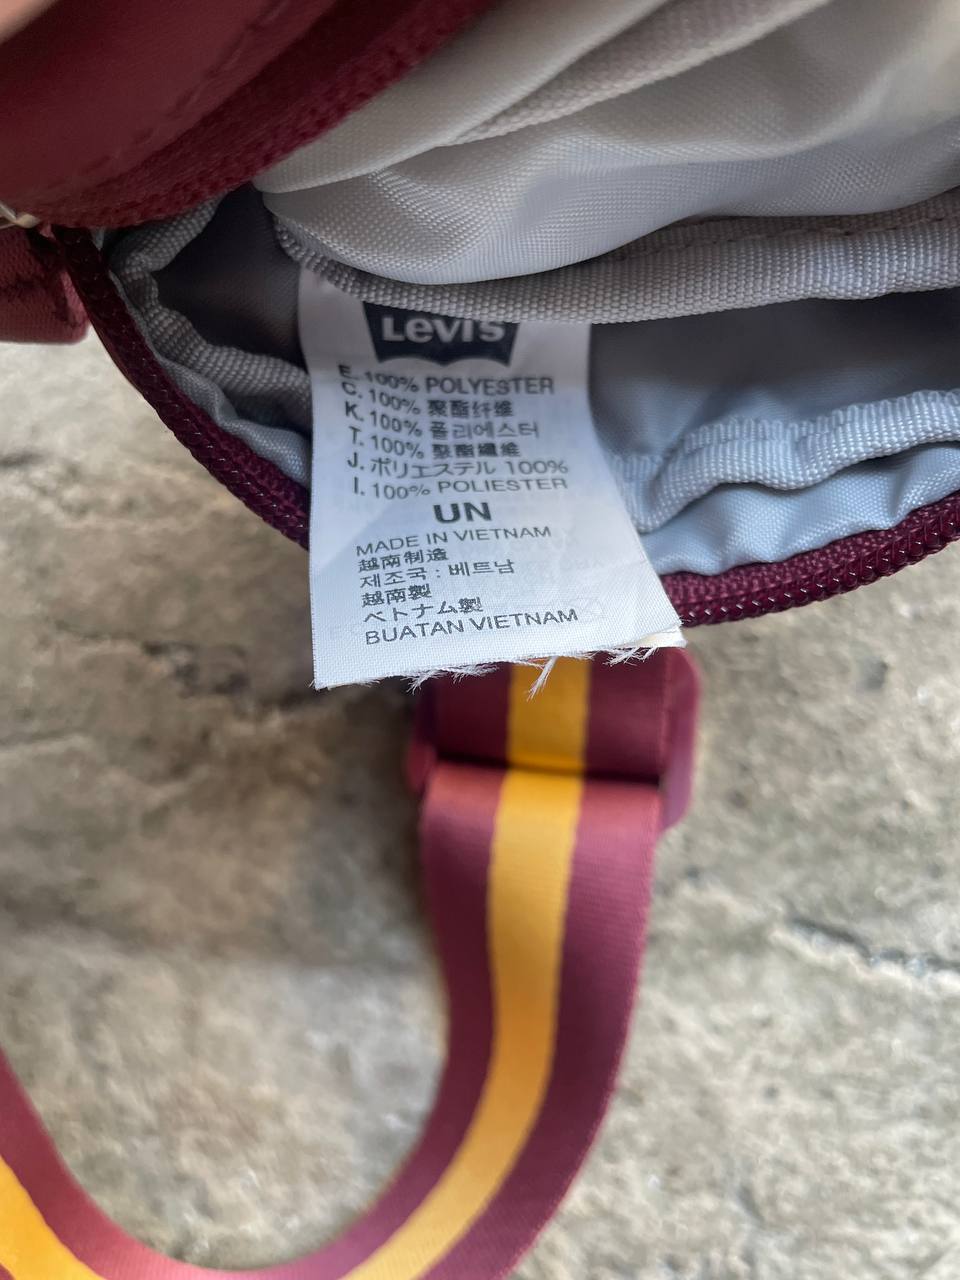 Levi's
E. 100% POLYESTER
C. 100% 聚酯纤维
K. 100% 폴리에스터
T. 100% 聚酯纖維
J. ポリエステル 100%
I. 100% POLIESTER
UN
MADE IN VIETNAM
越南制造
제조국 : 베트남
越南製
ベトナム製
BUATAN VIETNAM